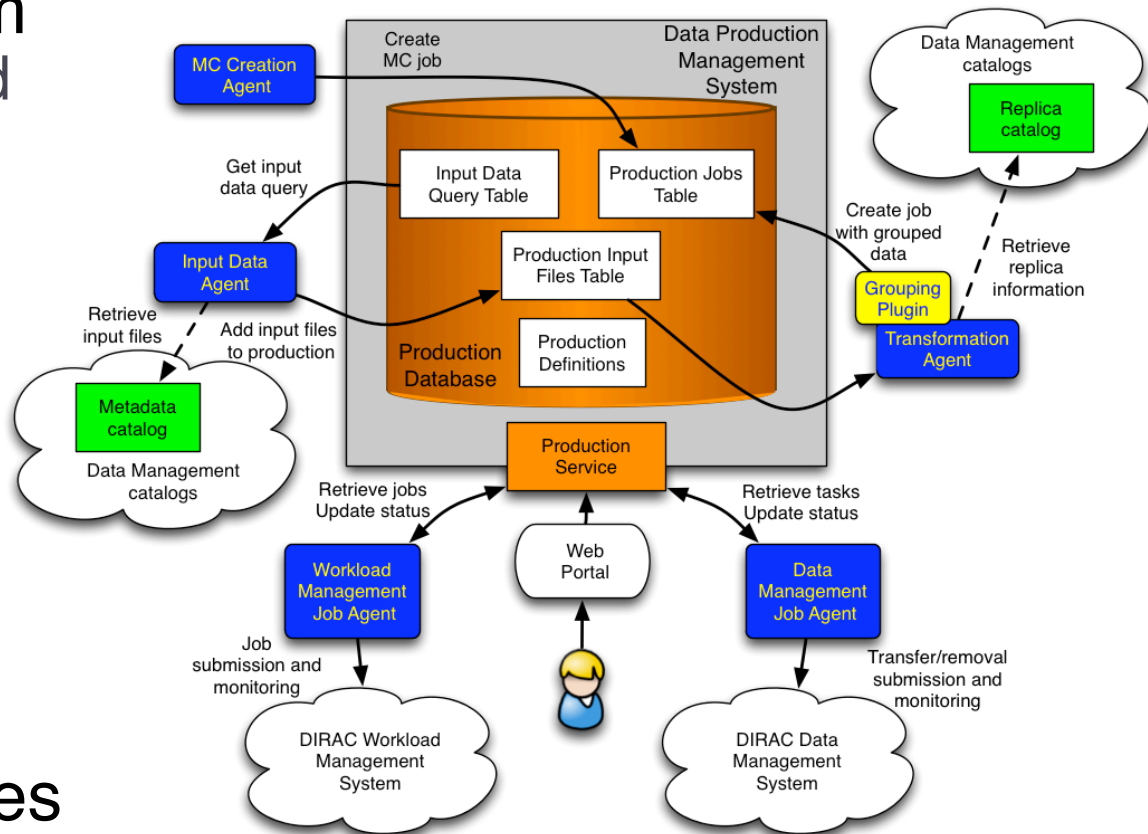 n
d
es
Create
MC job
Data Production
Management
System
MC Creation
Agent
Data Management
catalogs
Replica
catalog
Get input
data query
Input Data
Query Table
Production Jobs
Table
Create job
with grouped
data
Retrieve
replica
information
Input Data
Agent
Production Input
Files Table
Grouping
Plugin
Transformation
Agent
Retrieve
input files
Add input files
to production
Production
Database
Production
Definitions
Metadata
catalog
Data Management
catalogs
Production
Service
Retrieve jobs
Update status
Retrieve tasks
Update status
Web
Portal
Workload
Management
Job Agent
Data
Management
Job Agent
Job
submission and
monitoring
Transfer/removal
submission and
monitoring
DIRAC Workload
Management
System
DIRAC Data
Management
System